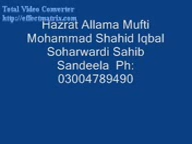 Total Video Converter
http://effectmatrix.com
Hazrat Allama Mufti
Mohammad Shahid Iqbal
Soharwardi Sahib
Sandeela Ph:
03004789490